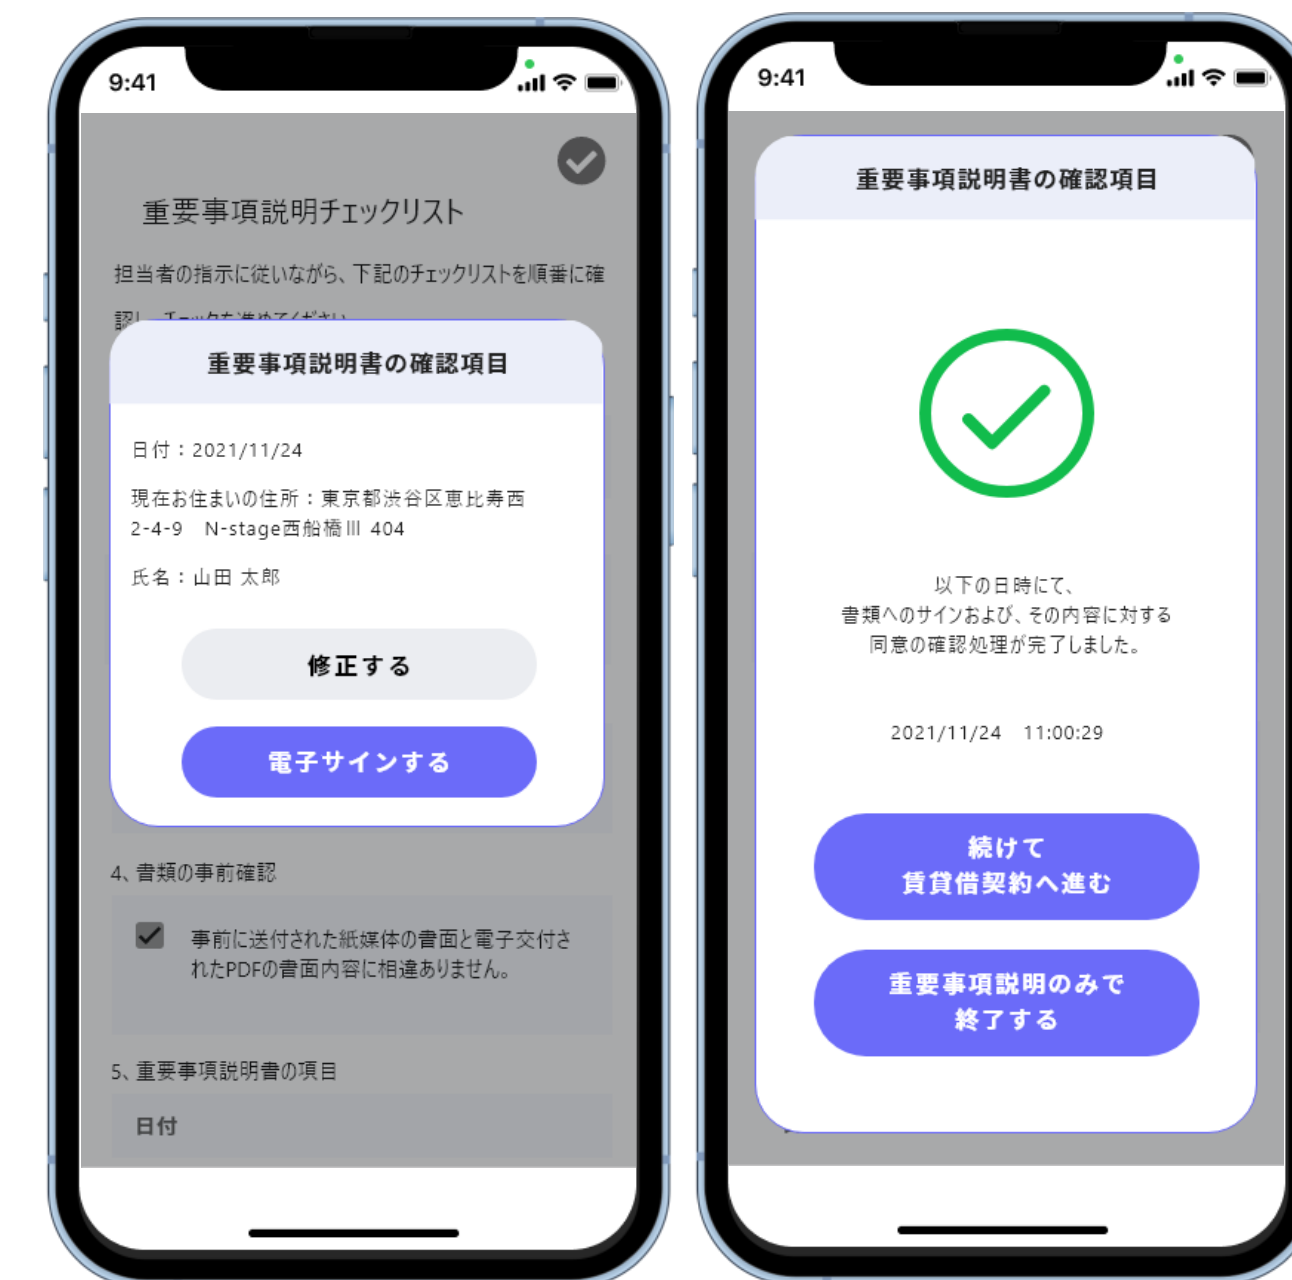 9:41
重要事項説明チェックリスト
担当者の指示に従いながら、下記のチェックリストを順番に確
重要事項説明書の確認項目
日付：2021/11/24
現在お住まいの住所：東京都渋谷区恵比寿西
2-4-9　N-stage西船橋Ⅲ 404
氏名：山田 太郎
修正する
電子サインする
4、書類の事前確認
事前に送付された紙媒体の書面と電子交付さ
れたPDFの書面内容に相違ありません。
5、重要事項説明書の項目
日付
9:41
重要事項説明書の確認項目
以下の日時にて、
書類へのサインおよび、その内容に対する
同意の確認処理が完了しました。
2021/11/24　11:00:29
続けて
賃貸借契約へ進む
重要事項説明のみで
終了する